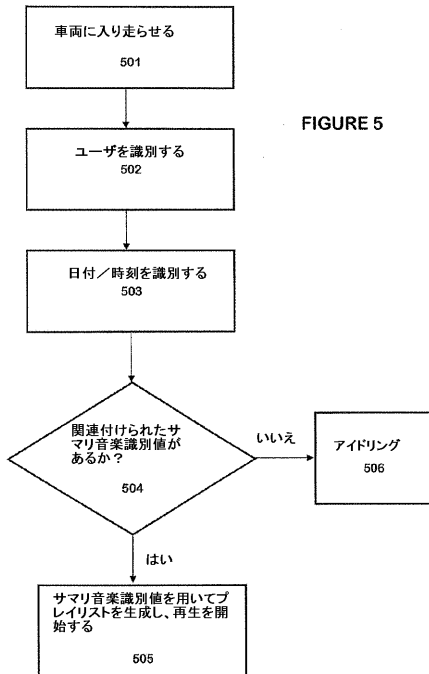 車両に入り走らせる
501
FIGURE 5
ユーザを識別する
502
日付／時刻を識別する
503
関連付けられたサ
マリ音楽識別値が
あるか？
504
いいえ
アイドリング
506
はい
サマリ音楽識別値を用いてプ
レイリストを生成し、再生を開
始する
505